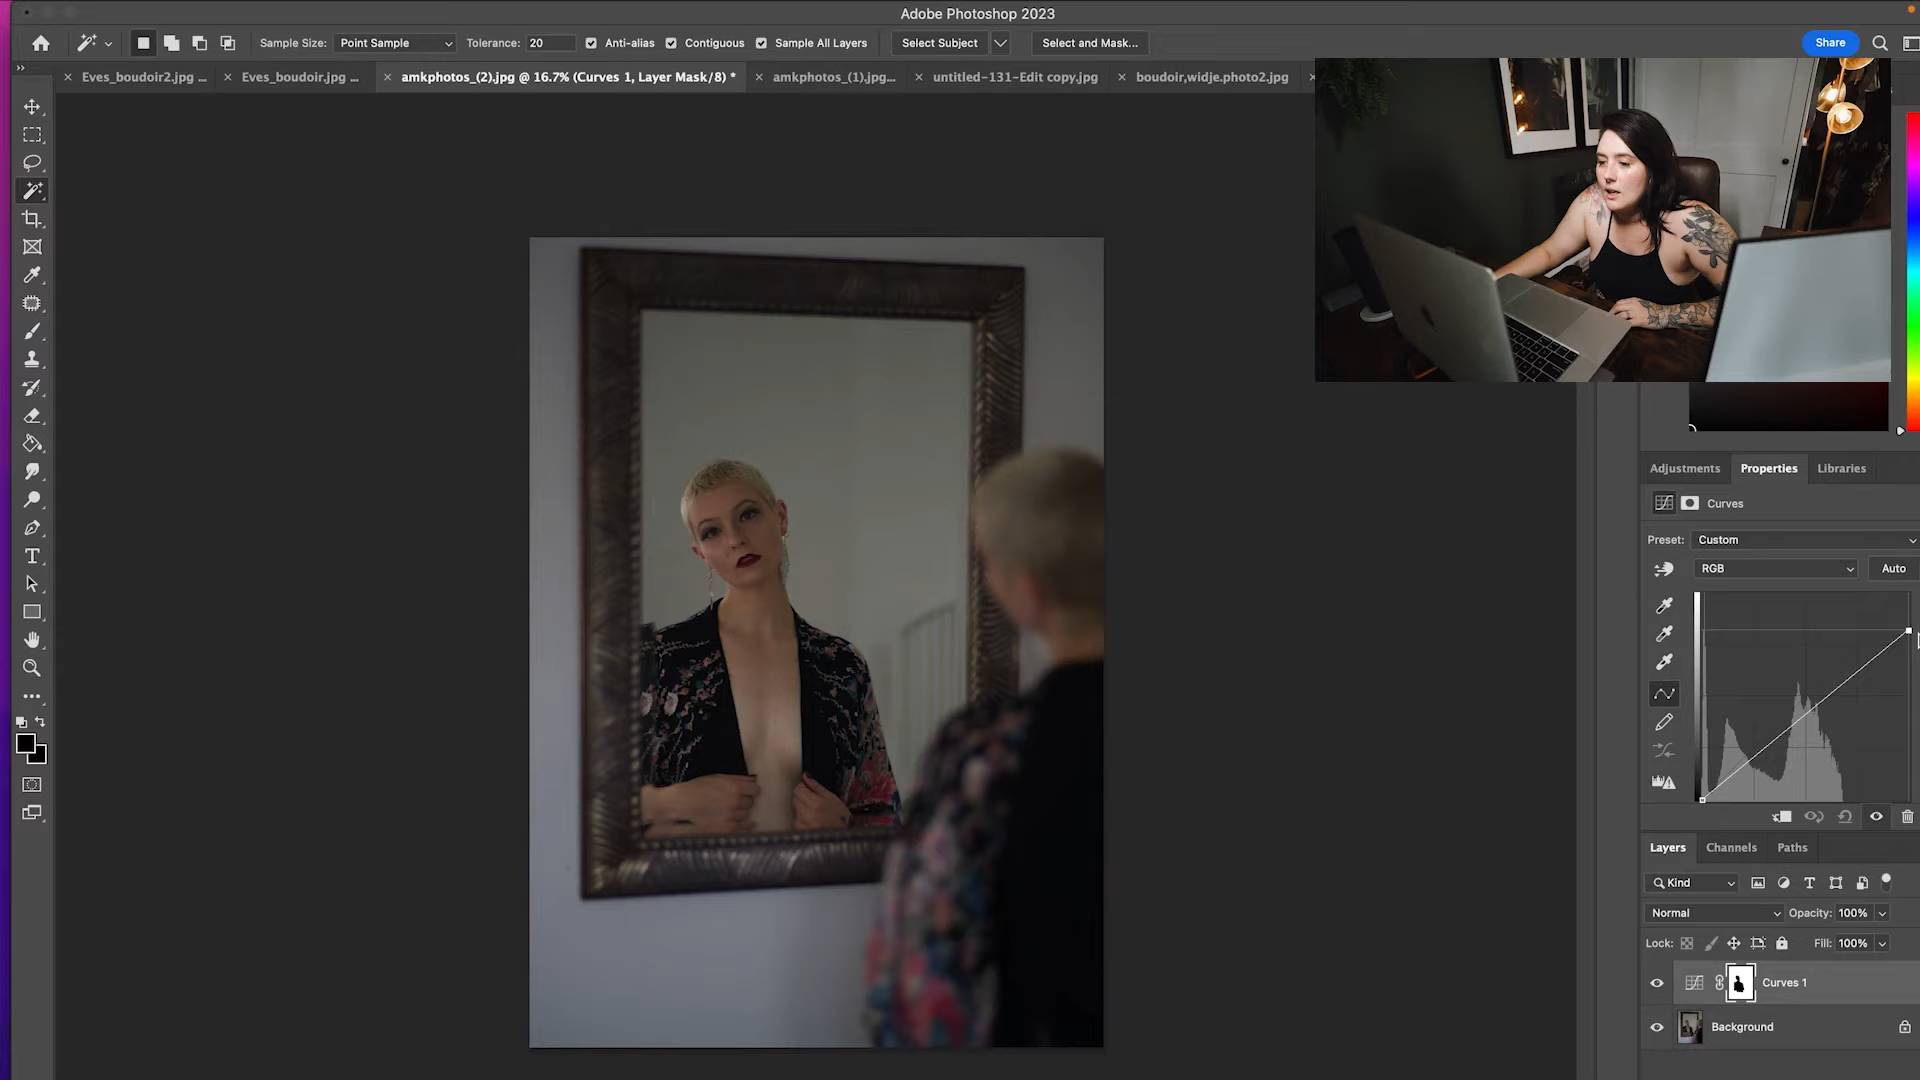 Adobe Photoshop 2023
Sample Size: Point Sample Tolerance: 20 Anti-alias Contiguous Sample All Layers Select Subject Select and Mask... Share
Eves_boudoir2.jpg ... Eves_boudoir.jpg ... amkphotos_(2).jpg @ 16.7% (Curves 1, Layer Mask/8) * amkphotos_(1).jpg... untitled-131-Edit copy.jpg boudoir,widje.photo2.jpg
Adjustments Properties Libraries
Curves
Preset: Custom
RGB Auto
Layers Channels Paths
Kind
Normal Opacity: 100%
Lock: Fill: 100%
Curves 1
Background